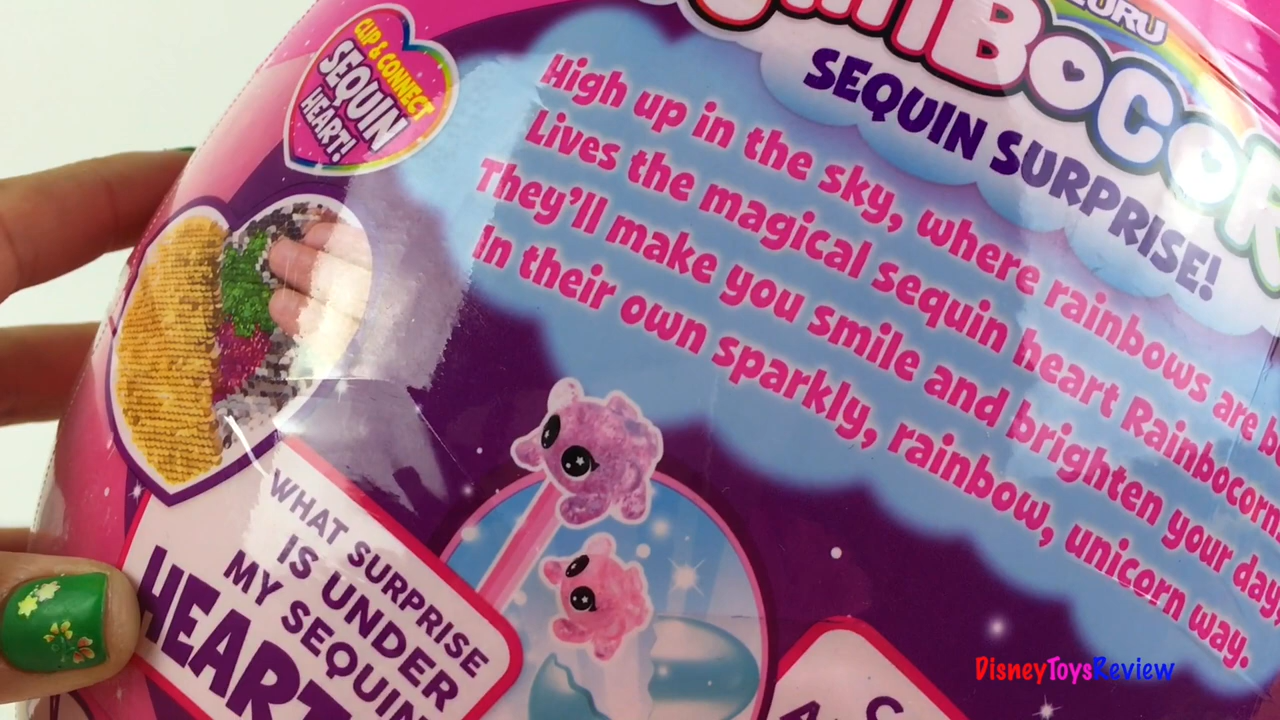 CLIP & CONNECT
SEQUIN
HEART!
SEQUIN SURPRISE!
High up in the sky, where rainbows are
Lives the magical sequin heart Rainbocorn
They'll make you smile and brighten your day,
In their own sparkly, rainbow, unicorn way.
WHAT SURPRISE
IS UNDER
MY SEQUIN
HEART
DisneyToysReview